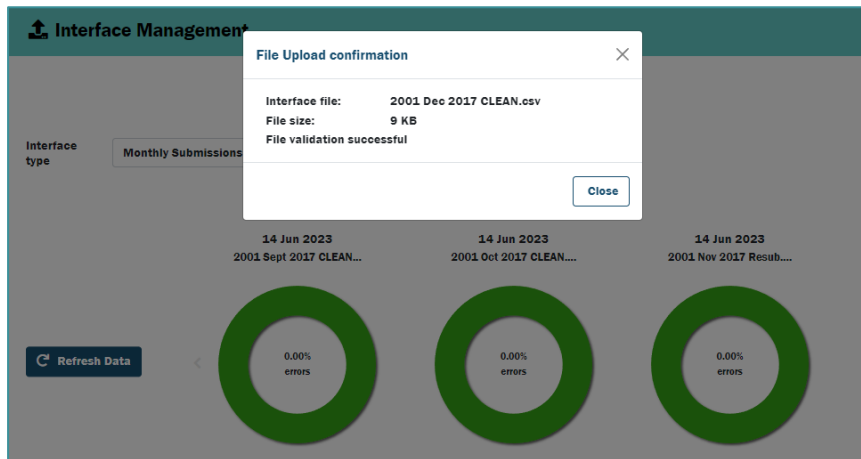 Interface Management
File Upload confirmation
Interface file: 2001 Dec 2017 CLEAN.csv
File size: 9 KB
File validation successful
Close
Interface
type
Monthly Submissions
14 Jun 2023
2001 Sept 2017 CLEAN...
14 Jun 2023
2001 Oct 2017 CLEAN....
14 Jun 2023
2001 Nov 2017 Resub....
Refresh Data
0.00%
errors
0.00%
errors
0.00%
errors